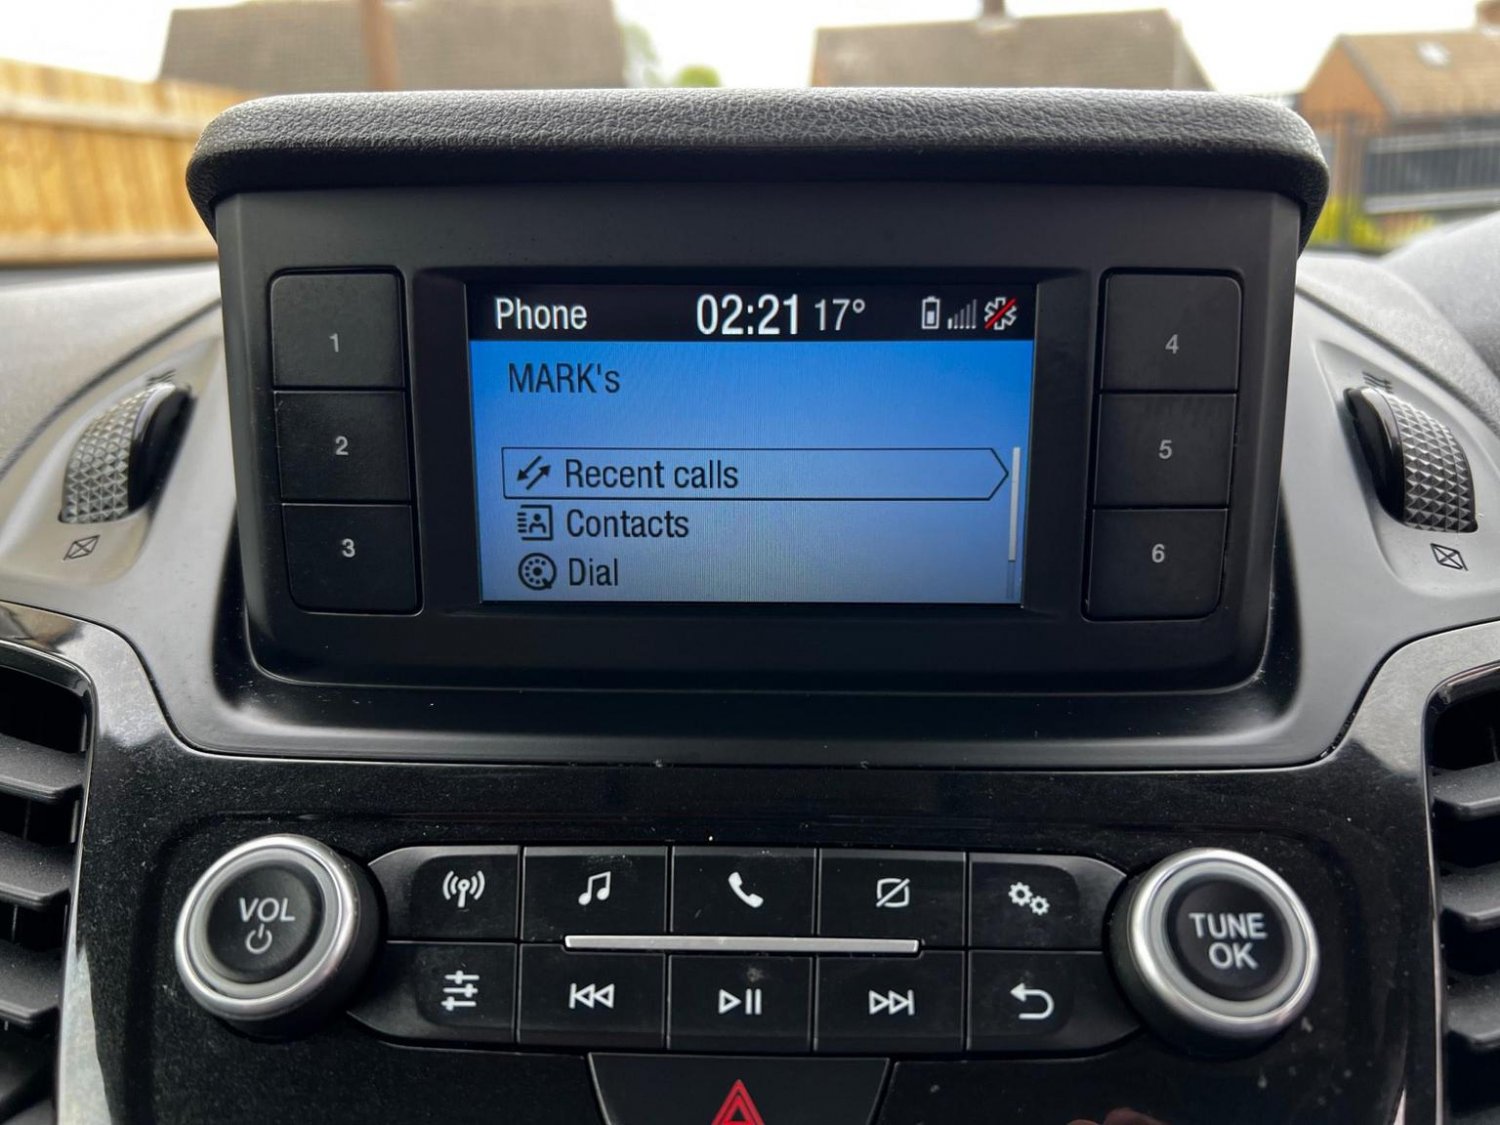 Phone 02:21 17°
MARK's
Recent calls
Contacts
Dial
1
2
3
4
5
6
VOL
TUNE
OK